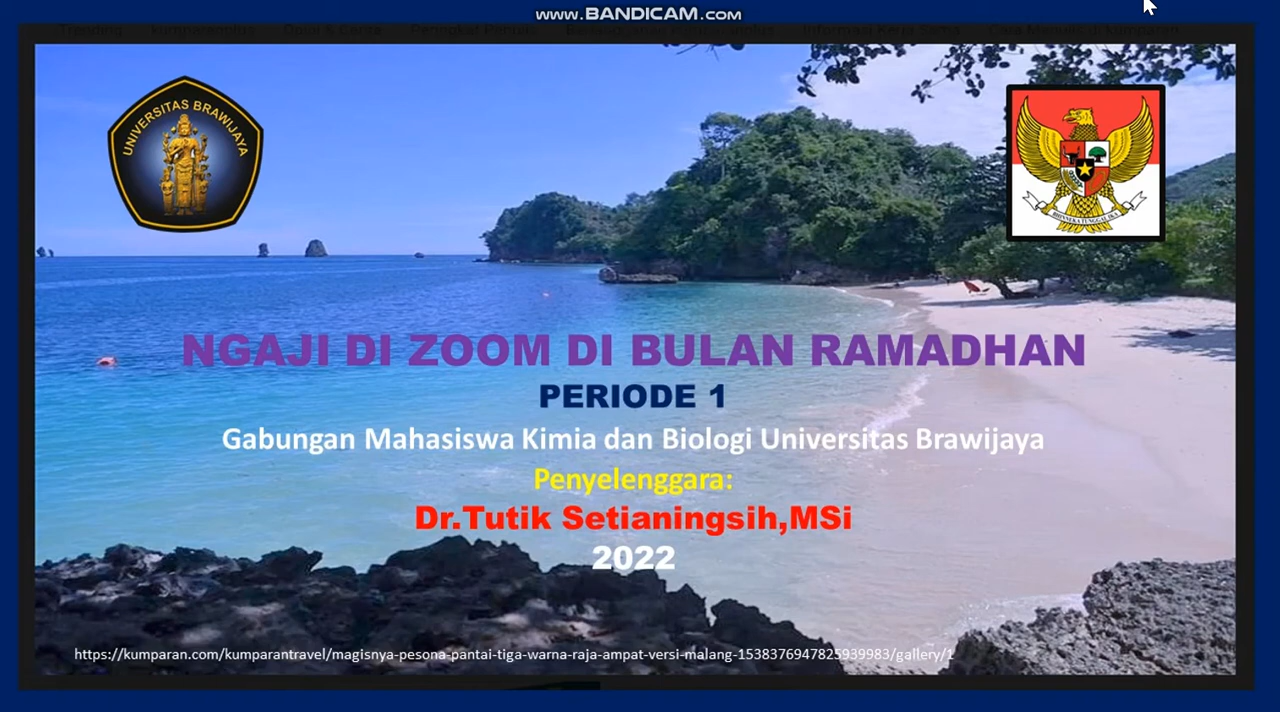 www.BANDICAM.com
UNIVERSITAS BRAWIJAYA
BHINNEKA TUNGGAL IKA
NGAJI DI ZOOM DI BULAN RAMADHAN
PERIODE 1
Gabungan Mahasiswa Kimia dan Biologi Universitas Brawijaya
Penyelenggara:
Dr.Tutik Setianingsih,MSi
2022
https://kumparan.com/kumparantravel/magisnya-pesona-pantai-tiga-warna-raja-ampat-versi-malang-1538376947825939983/gallery/1